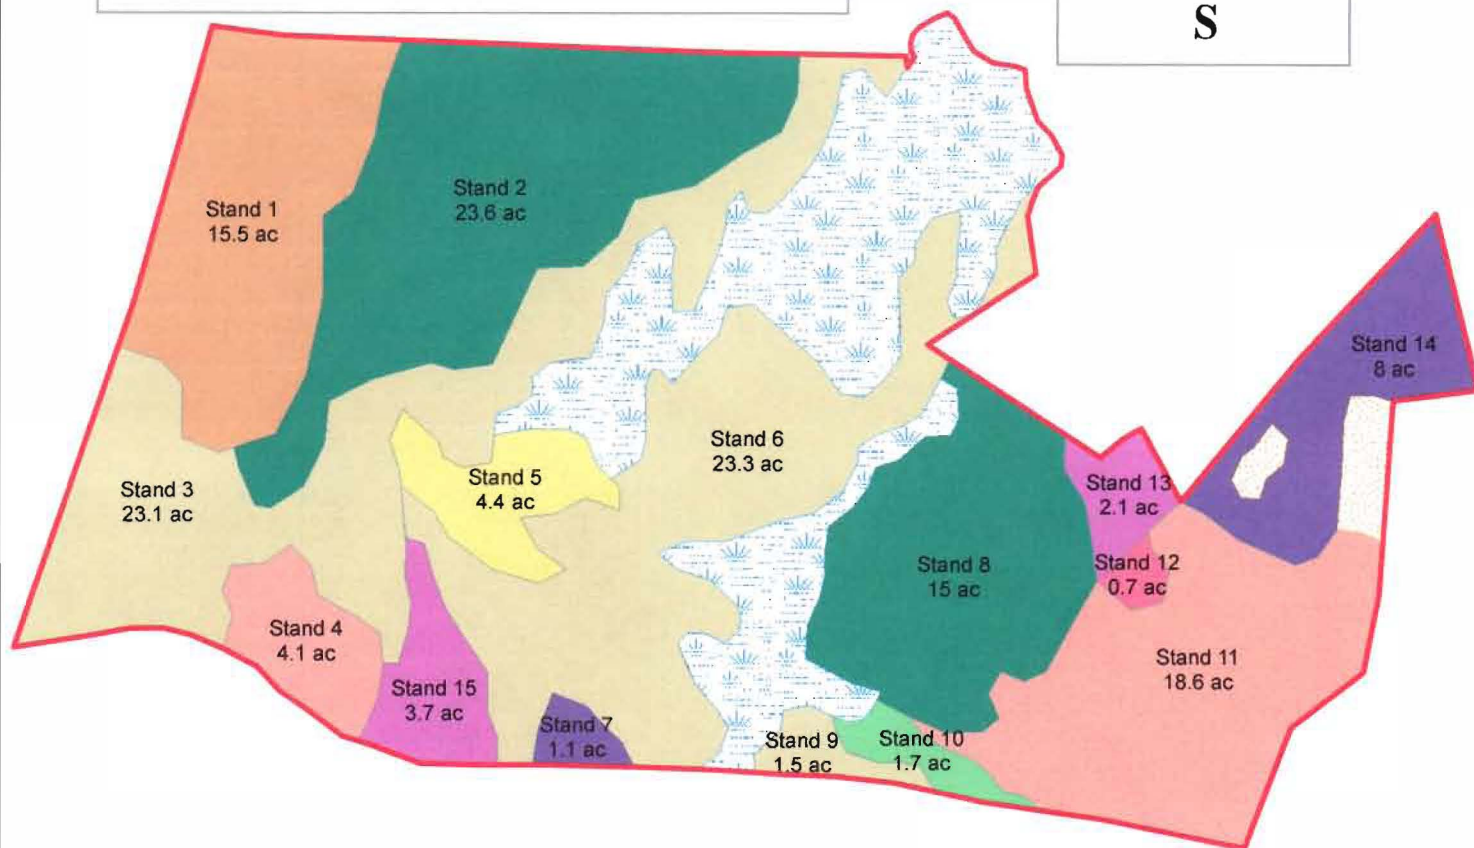 S
Stand 1
15.5 ac
Stand 2
23.6 ac
Stand 3
23.1 ac
Stand 4
4.1 ac
Stand 5
4.4 ac
Stand 6
23.3 ac
Stand 7
1.1 ac
Stand 8
15 ac
Stand 9
1.5 ac
Stand 10
1.7 ac
Stand 11
18.6 ac
Stand 12
0.7 ac
Stand 13
2.1 ac
Stand 14
8 ac
Stand 15
3.7 ac